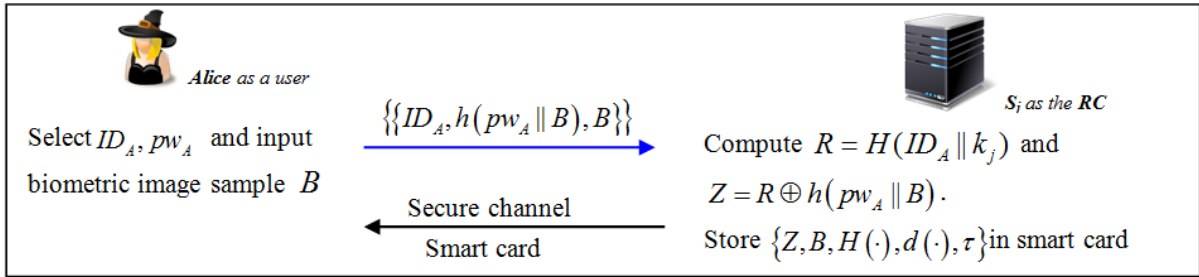 Alice as a user
Select ID_A, pw_A and input
biometric image sample B
{{ID_A, h(pw_A || B), B}}
Secure channel
Smart card
S_i as the RC
Compute R = H(ID_A || k_j) and
Z = R ⊕ h(pw_A || B).
Store {Z, B, H(·), d(·), τ} in smart card